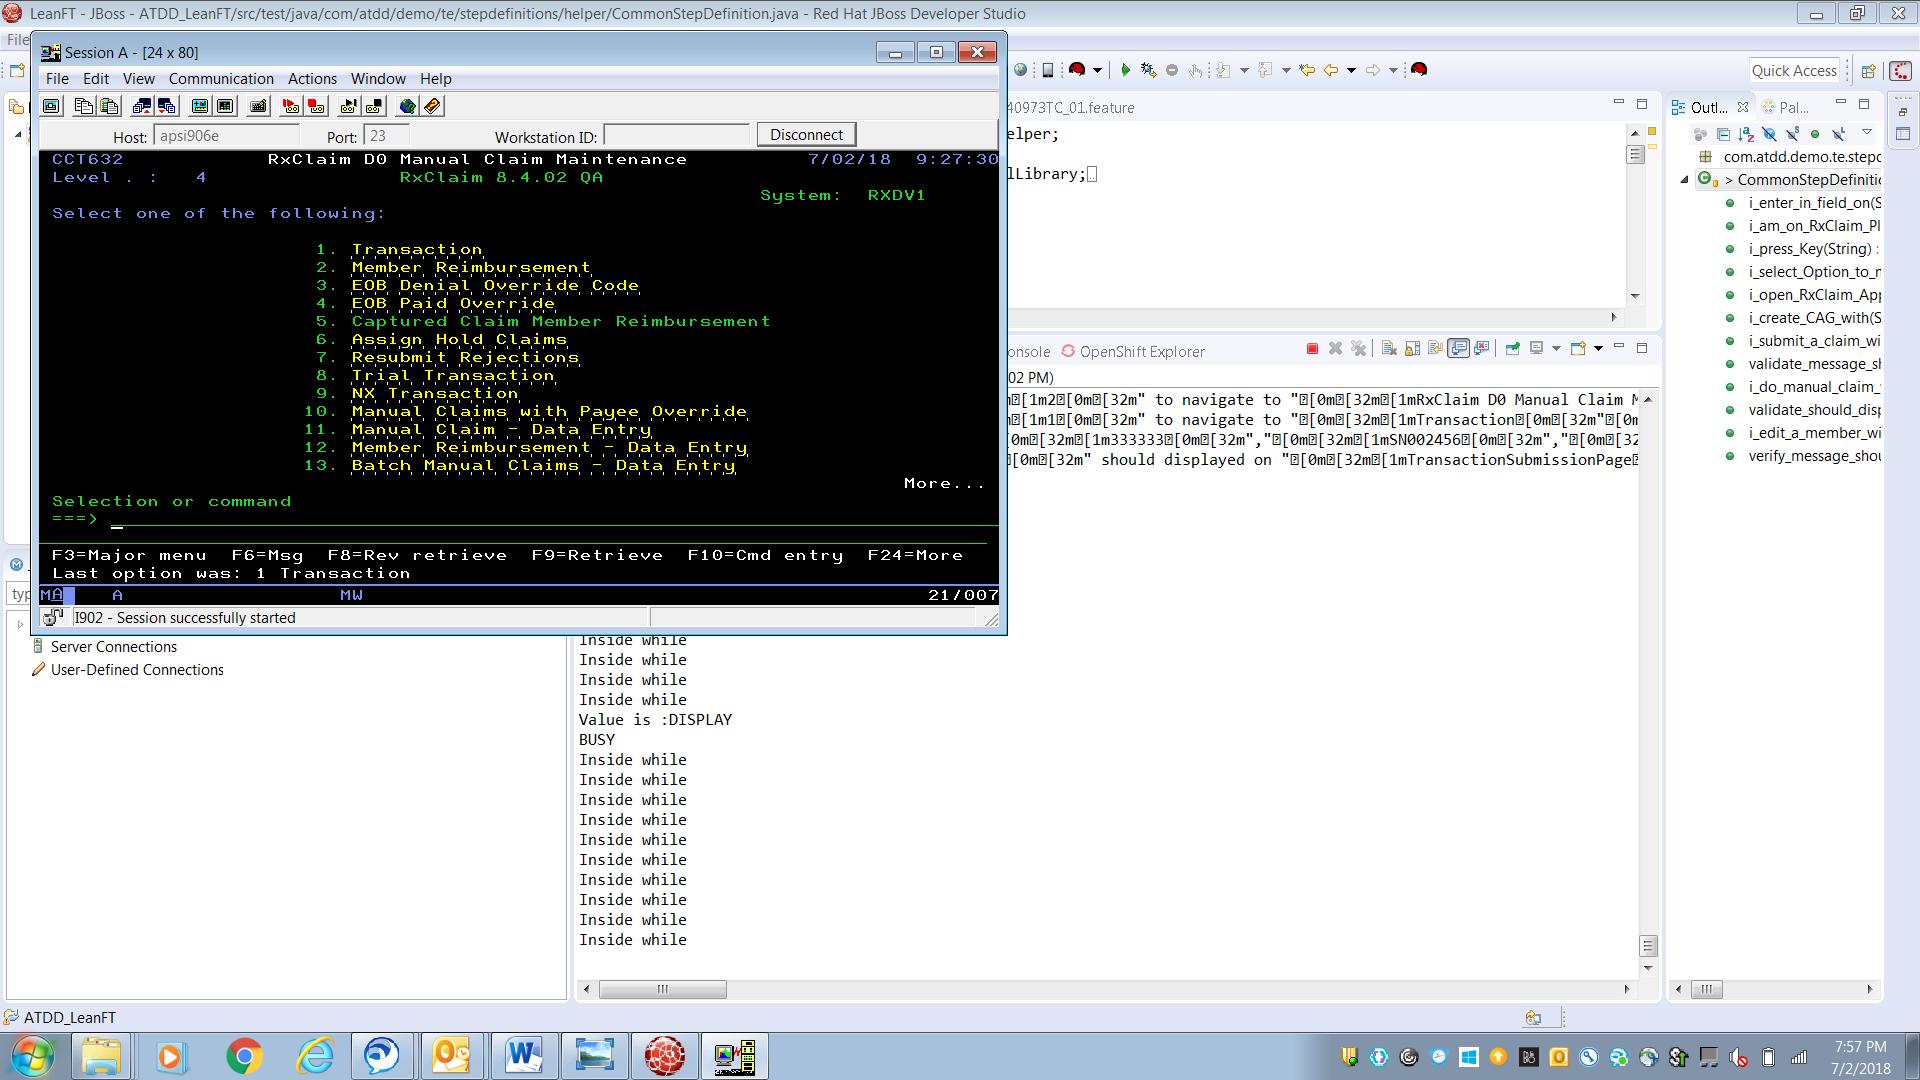 LeanFT - JBoss - ATDD_LeanFT/src/test/java/com/atdd/demo/te/stepdefinitions/helper/CommonStepDefinition.java - Red Hat JBoss Developer Studio
File
Session A - [24 x 80]
File Edit View Communication Actions Window Help
Host: apsi906e Port: 23 Workstation ID: Disconnect
CCT632 RxClaim D0 Manual Claim Maintenance 7/02/18 9:27:30
Level . : 4 RxClaim 8.4.02 QA
System: RXDV1
Select one of the following:
1. Transaction
2. Member Reimbursement
3. EOB Denial Override Code
4. EOB Paid Override
5. Captured Claim Member Reimbursement
6. Assign Hold Claims
7. Resubmit Rejections
8. Trial Transaction
9. NX Transaction
10. Manual Claims with Payee Override
11. Manual Claim - Data Entry
12. Member Reimbursement - Data Entry
13. Batch Manual Claims - Data Entry
More...
Selection or command
===>
F3=Major menu F6=Msg F8=Rev retrieve F9=Retrieve F10=Cmd entry F24=More
Last option was: 1 Transaction
MA A MW 21/007
I902 - Session successfully started
Quick Access
40973TC_01.feature
elper;
lLibrary;
onsole OpenShift Explorer
02 PM)
[1m2[0m[32m" to navigate to "[0m[32m[1mRxClaim D0 Manual Claim M
[1m1[0m[32m" to navigate to "[0m[32m[1mTransaction[0m[32m"[0m
[0m[32m[1m333333[0m[32m","[0m[32m[1mSN002456[0m[32m","[0m[32
[0m[32m" should displayed on "[0m[32m[1mTransactionSubmissionPage
Inside while
Inside while
Inside while
Inside while
Value is :DISPLAY
BUSY
Inside while
Inside while
Inside while
Inside while
Inside while
Inside while
Inside while
Inside while
Inside while
Inside while
Outl... Pal...
com.atdd.demo.te.stepd
> CommonStepDefiniti
i_enter_in_field_on(S
i_am_on_RxClaim_Pl
i_press_Key(String) :
i_select_Option_to_n
i_open_RxClaim_App
i_create_CAG_with(S
i_submit_a_claim_wi
validate_message_sh
i_do_manual_claim_
validate_should_disp
i_edit_a_member_wi
verify_message_shou
typ
Server Connections
User-Defined Connections
ATDD_LeanFT
7:57 PM
7/2/2018